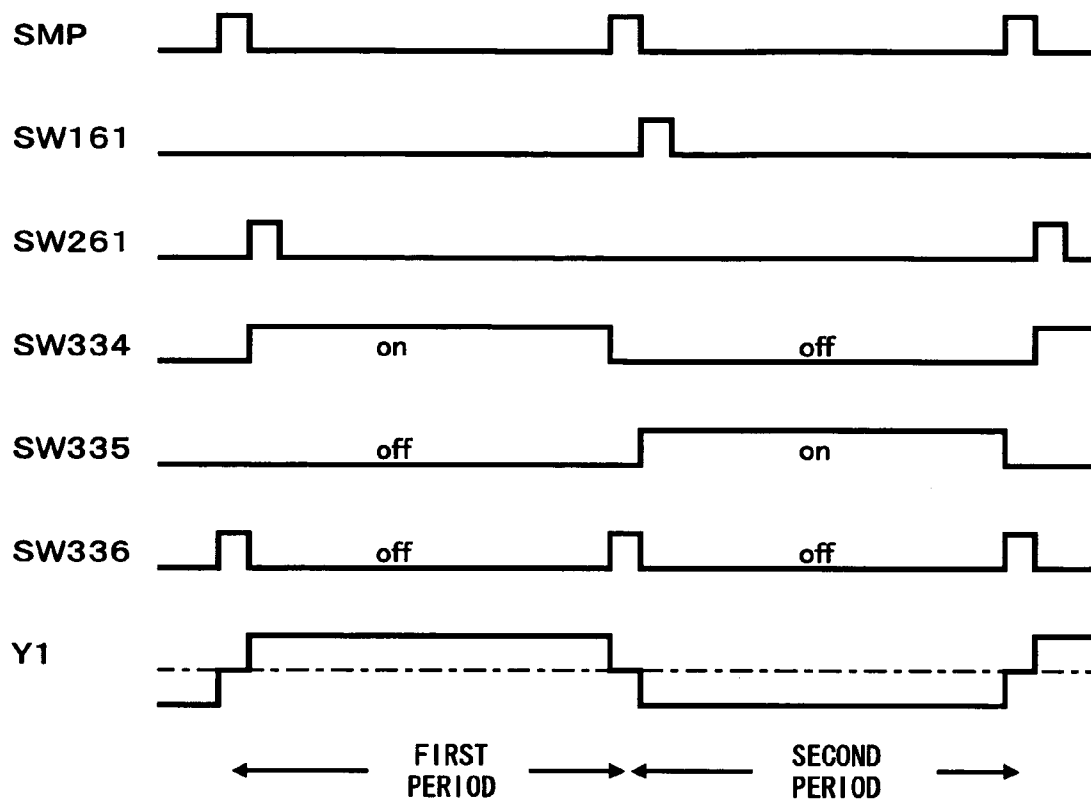 SMP
SW161
SW261
SW334
on
off
SW335
off
on
SW336
off
off
Y1
FIRST
PERIOD
SECOND
PERIOD